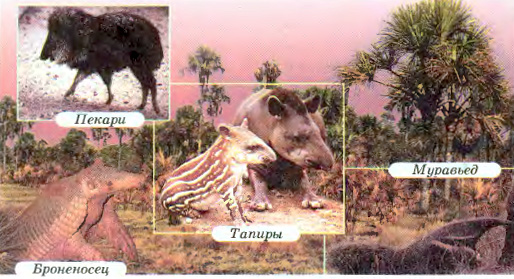 Пекари
Муравьед
Тапиры
Броненосец